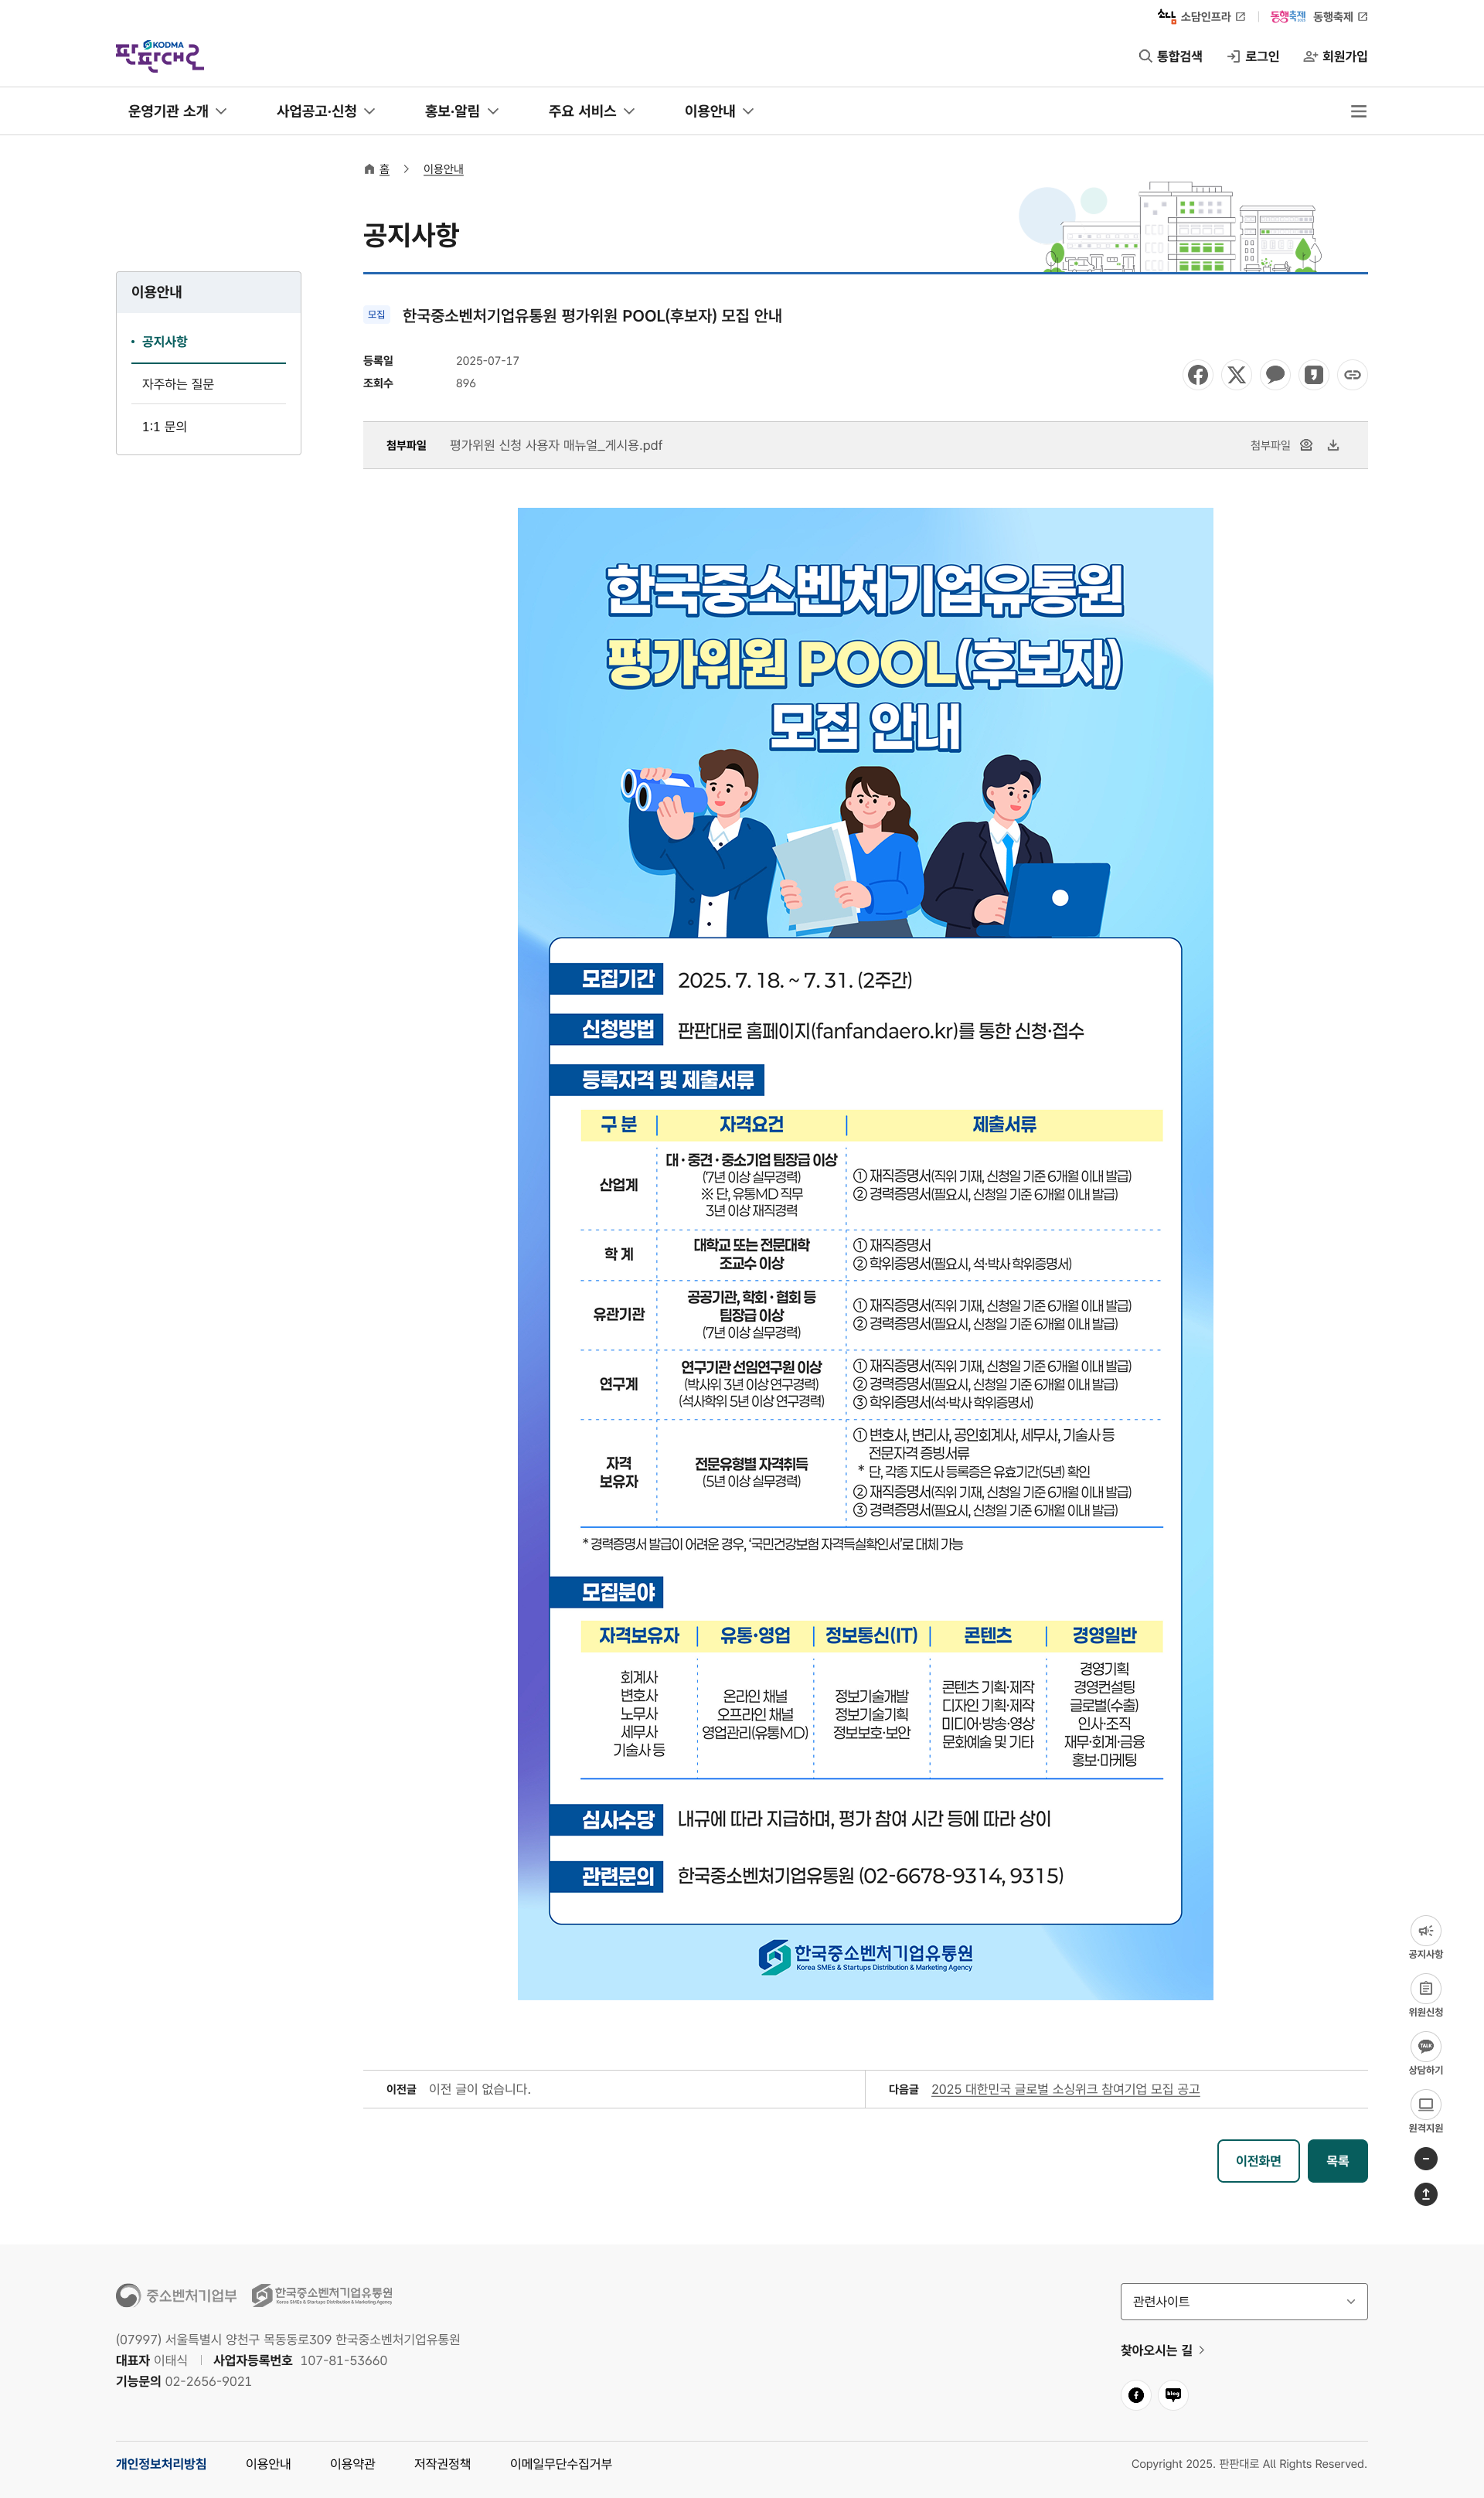 소담인프라
동행축제 동행축제
KODMA
판판대로
통합검색
로그인
회원가입
운영기관 소개
사업공고·신청
홍보·알림
주요 서비스
이용안내
홈
이용안내
공지사항
이용안내
공지사항
자주하는 질문
1:1 문의
모집 한국중소벤처기업유통원 평가위원 POOL(후보자) 모집 안내
등록일 2025-07-17
조회수 896
첨부파일 평가위원 신청 사용자 매뉴얼_게시용.pdf 첨부파일
한국중소벤처기업유통원
평가위원 POOL(후보자)
모집 안내
모집기간 2025. 7. 18. ~ 7. 31. (2주간)
신청방법 판판대로 홈페이지(fanfandaero.kr)를 통한 신청·접수
등록자격 및 제출서류
구 분 자격요건 제출서류
산업계
대·중견·중소기업 팀장급 이상
(7년 이상 실무경력)
※ 단, 유통MD 직무
3년 이상 재직경력
① 재직증명서(직위 기재, 신청일 기준 6개월 이내 발급)
② 경력증명서(필요시, 신청일 기준 6개월 이내 발급)
학 계
대학교 또는 전문대학
조교수 이상
① 재직증명서
② 학위증명서(필요시, 석·박사 학위증명서)
유관기관
공공기관, 학회·협회 등
팀장급 이상
(7년 이상 실무경력)
① 재직증명서(직위 기재, 신청일 기준 6개월 이내 발급)
② 경력증명서(필요시, 신청일 기준 6개월 이내 발급)
연구계
연구기관 선임연구원 이상
(박사위 3년 이상 연구경력)
(석사학위 5년 이상 연구경력)
① 재직증명서(직위 기재, 신청일 기준 6개월 이내 발급)
② 경력증명서(필요시, 신청일 기준 6개월 이내 발급)
③ 학위증명서(석·박사 학위증명서)
자격
보유자
전문유형별 자격취득
(5년 이상 실무경력)
① 변호사, 변리사, 공인회계사, 세무사, 기술사 등
전문자격 증빙서류
* 단, 각종 지도사 등록증은 유효기간(5년) 확인
② 재직증명서(직위 기재, 신청일 기준 6개월 이내 발급)
③ 경력증명서(필요시, 신청일 기준 6개월 이내 발급)
* 경력증명서 발급이 어려운 경우, '국민건강보험 자격득실확인서'로 대체 가능
모집분야
자격보유자 유통·영업 정보통신(IT) 콘텐츠 경영일반
회계사
변호사
노무사
세무사
기술사 등
온라인 채널
오프라인 채널
영업관리(유통MD)
정보기술개발
정보기술기획
정보보호·보안
콘텐츠 기획·제작
디자인 기획·제작
미디어·방송·영상
문화예술 및 기타
경영기획
경영컨설팅
글로벌(수출)
인사·조직
재무·회계·금융
홍보·마케팅
심사수당 내규에 따라 지급하며, 평가 참여 시간 등에 따라 상이
관련문의 한국중소벤처기업유통원 (02-6678-9314, 9315)
한국중소벤처기업유통원
Korea SMEs & Startups Distribution & Marketing Agency
공지사항
위원신청
TALK
상담하기
원격지원
이전글 이전 글이 없습니다.
다음글 2025 대한민국 글로벌 소싱위크 참여기업 모집 공고
이전화면
목록
중소벤처기업부
한국중소벤처기업유통원
Korea SMEs & Startups Distribution & Marketing Agency
(07997) 서울특별시 양천구 목동동로309 한국중소벤처기업유통원
대표자 이태식 사업자등록번호 107-81-53660
기능문의 02-2656-9021
관련사이트
찾아오시는 길
blog
개인정보처리방침
이용안내
이용약관
저작권정책
이메일무단수집거부
Copyright 2025. 판판대로 All Rights Reserved.